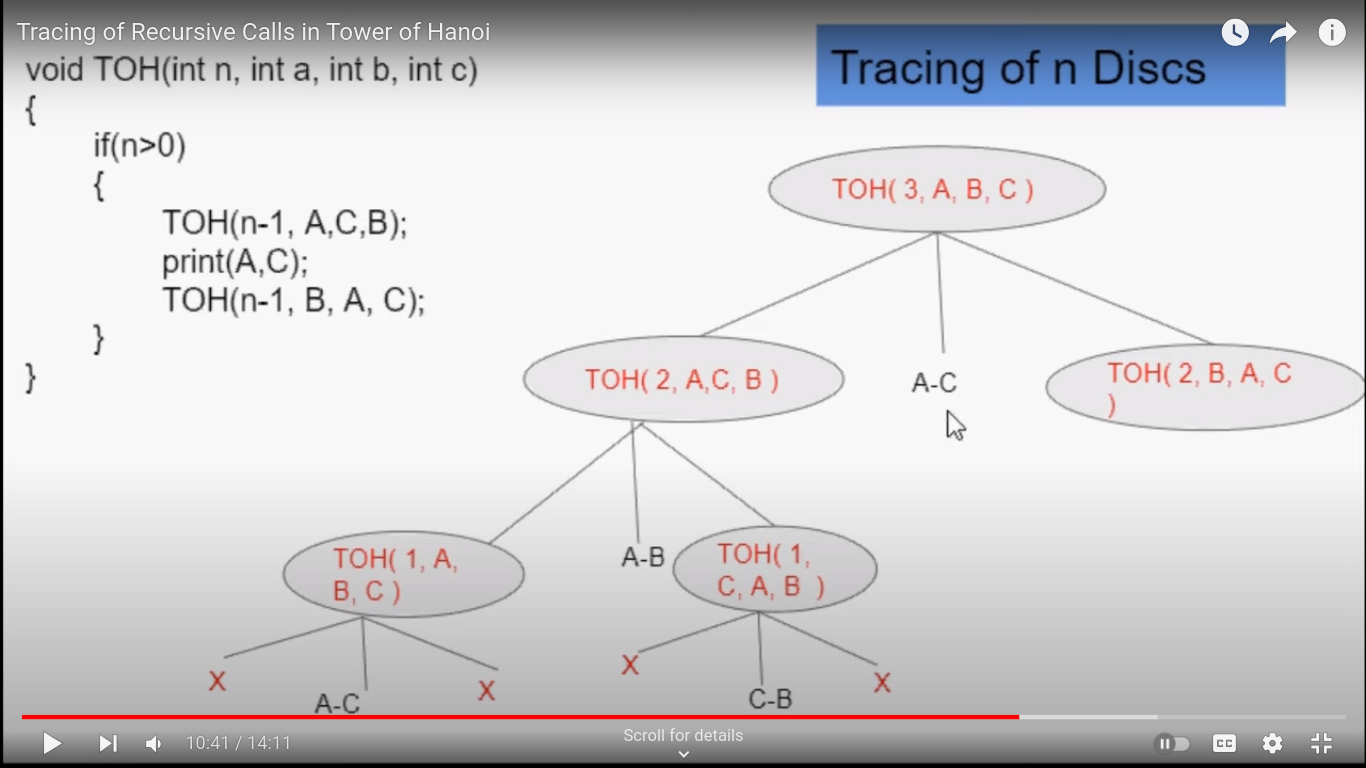 Tracing of Recursive Calls in Tower of Hanoi
void TOH(int n, int a, int b, int c)
{
if(n>0)
{
TOH(n-1, A,C,B);
print(A,C);
TOH(n-1, B, A, C);
}
}
Tracing of n Discs
TOH( 3, A, B, C )
TOH( 2, A,C, B )
A-C
TOH( 2, B, A, C
)
TOH( 1, A,
B, C )
A-B
TOH( 1,
C, A, B )
X
A-C
X
X
C-B
X
10:41 / 14:11
Scroll for details
CC